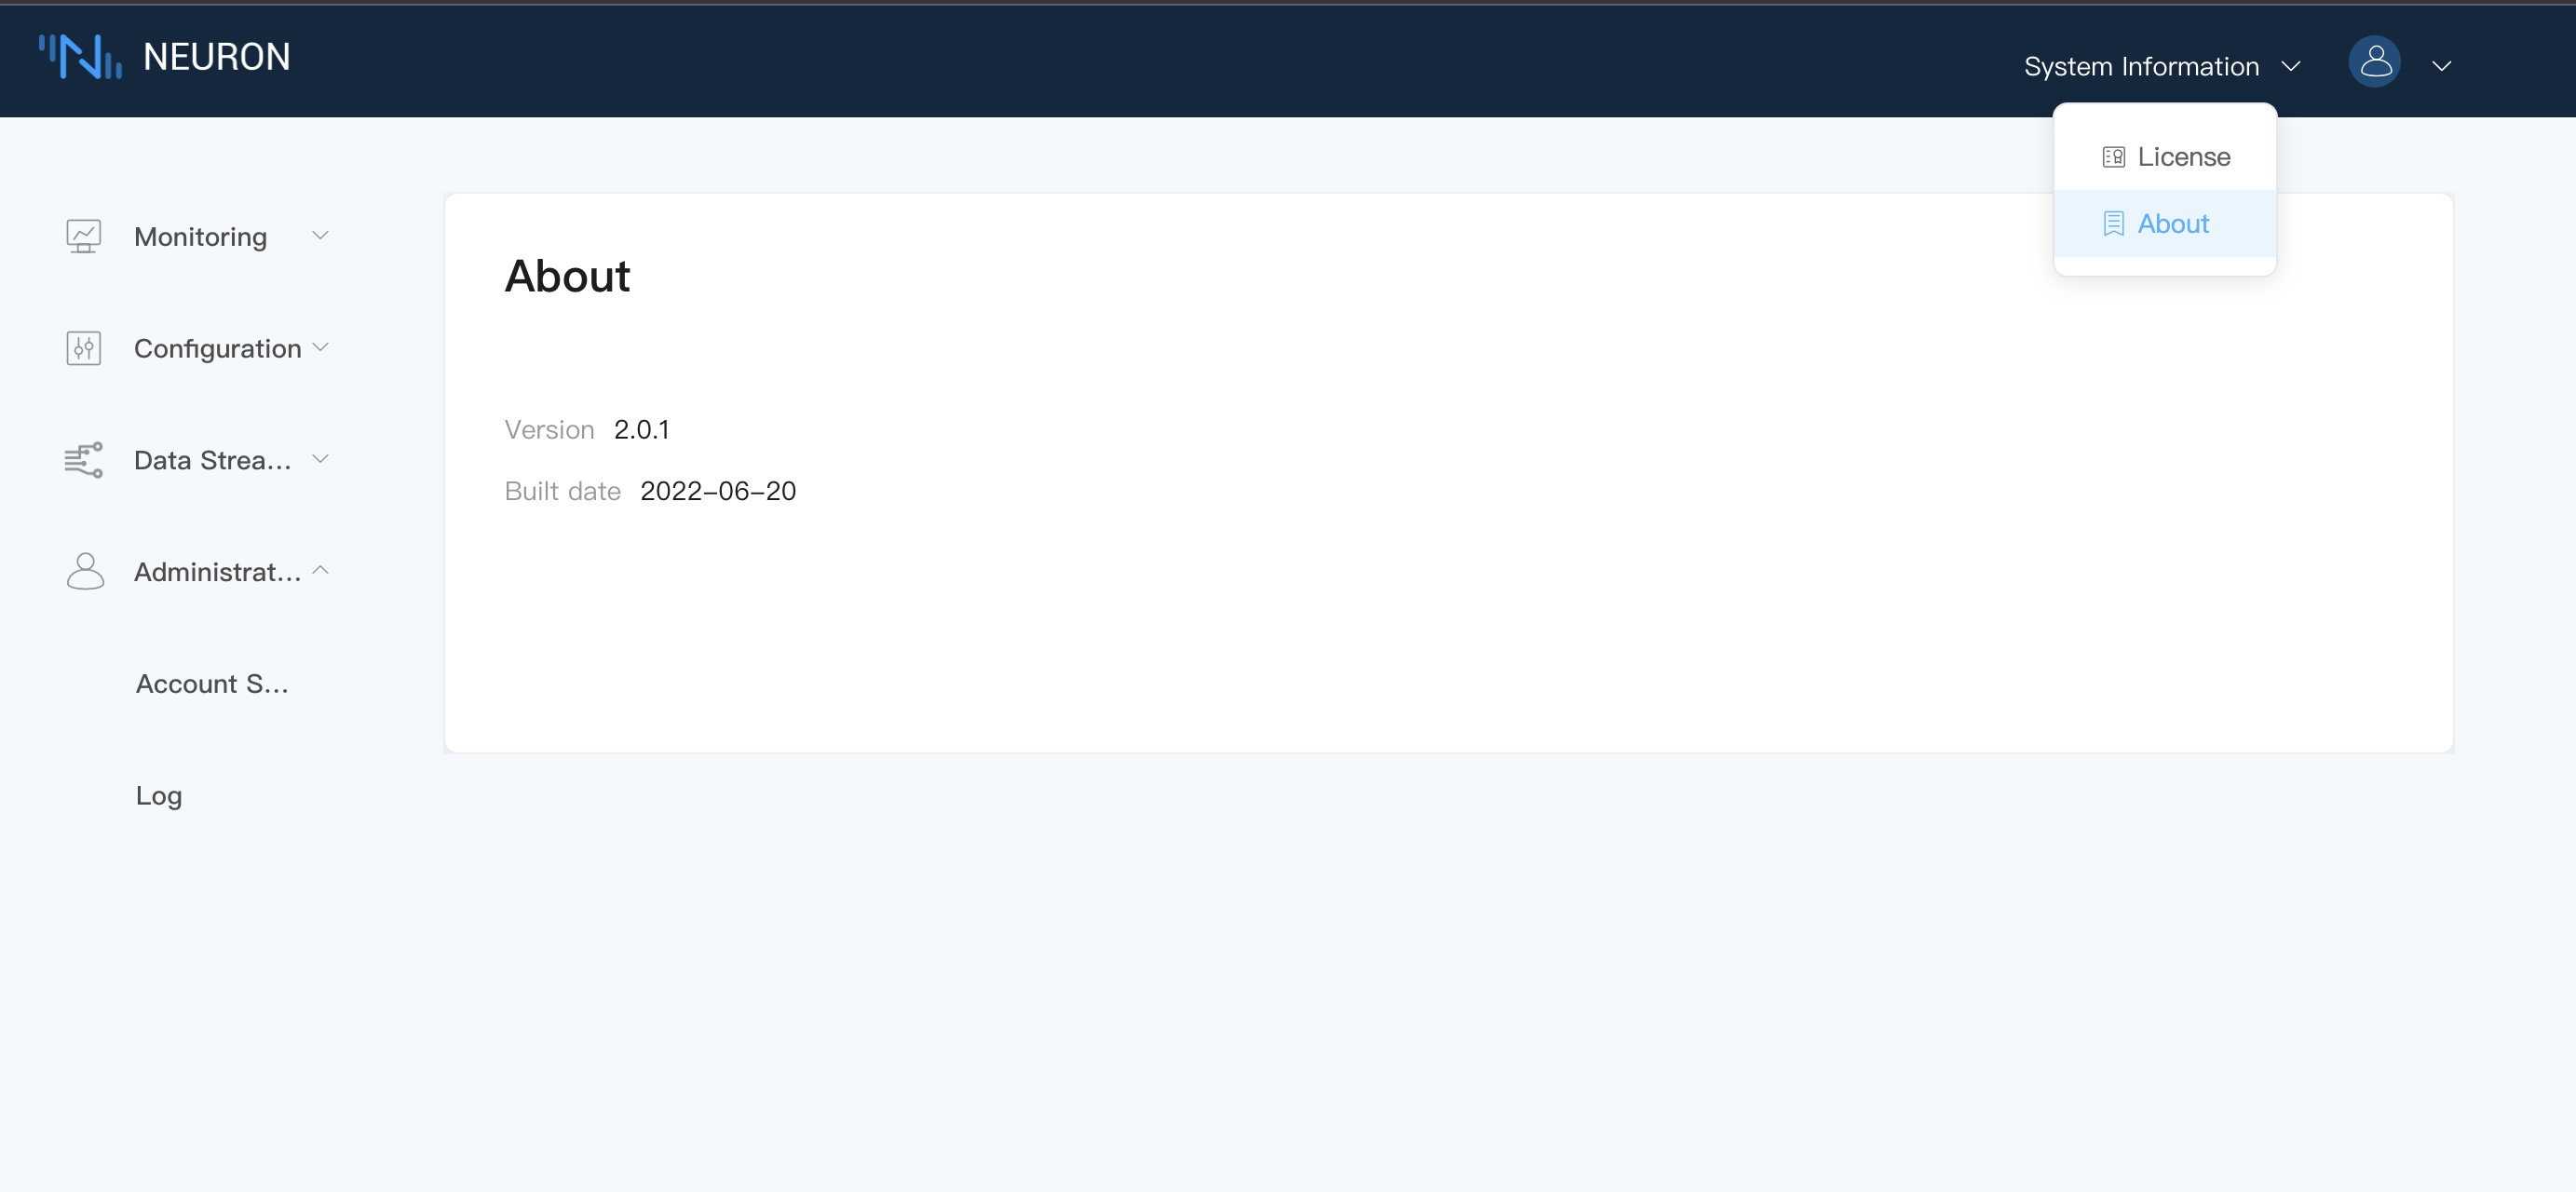 NEURON
System Information
License
About
Monitoring
Configuration
Data Strea...
Administrat...
Account S...
Log
About
Version 2.0.1
Built date 2022-06-20